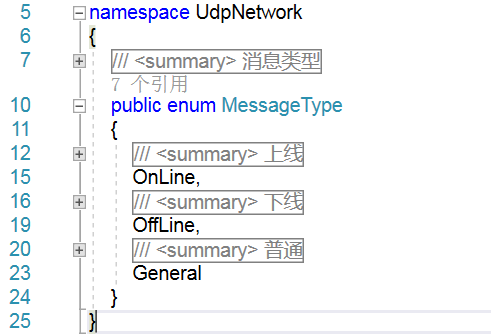 5 namespace UdpNetwork
6 {
7 /// <summary> 消息类型
7 个引用
10 public enum MessageType
11 {
12 /// <summary> 上线
15 OnLine,
16 /// <summary> 下线
19 OffLine,
20 /// <summary> 普通
23 General
24 }
25 }